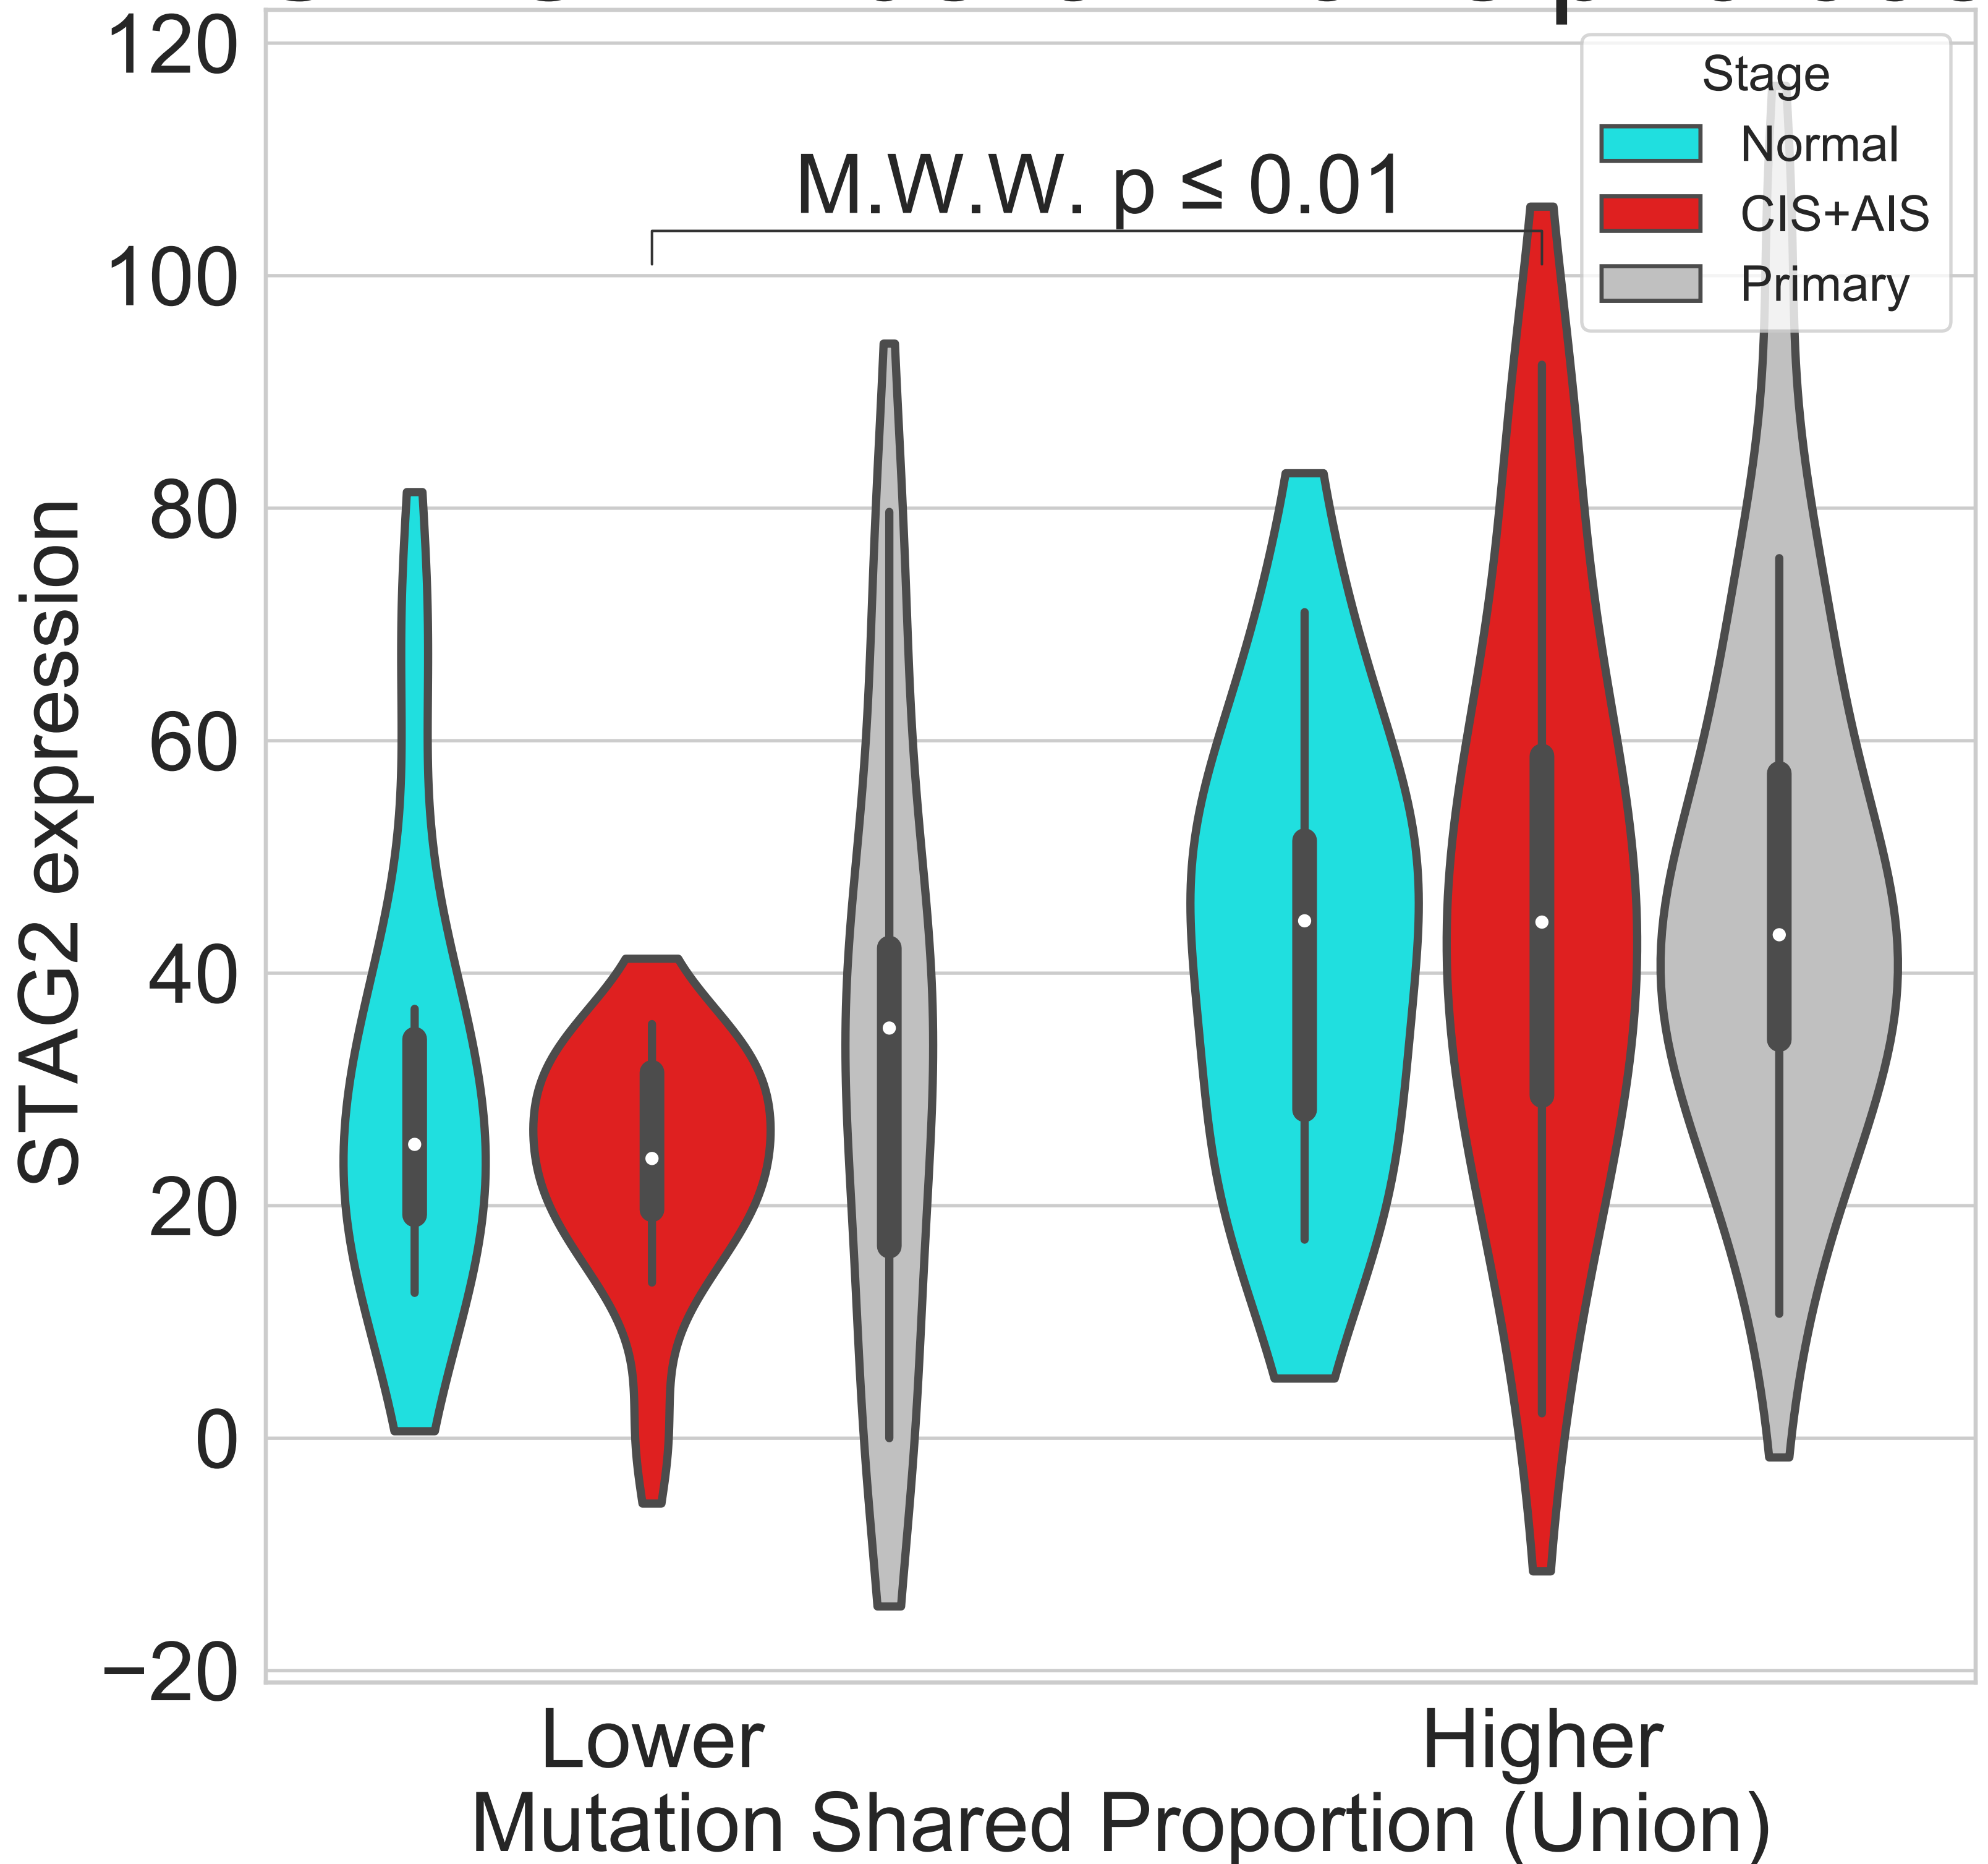 120
100
80
60
40
20
0
−20
STAG2 expression
M.W.W. p ≤ 0.01
Stage
Normal
CIS+AIS
Primary
Lower
Higher
Mutation Shared Proportion (Union)